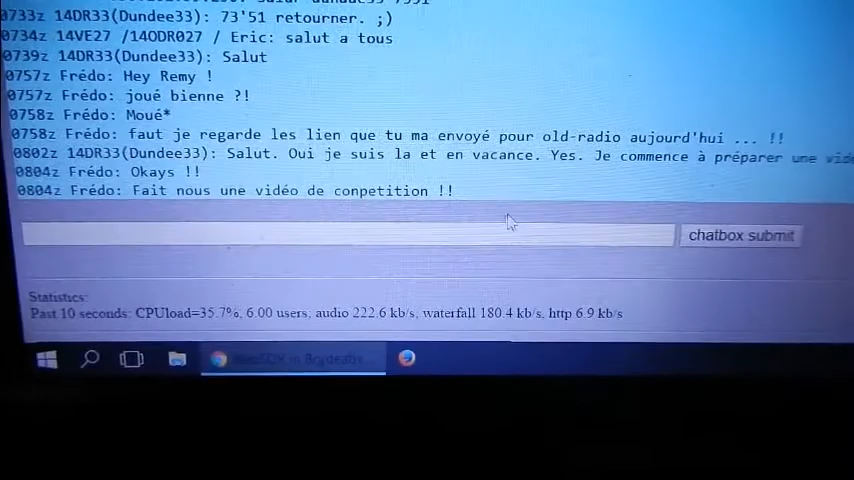 0733z 14DR33(Dundee33): 73'51 retourner. ;)
0734z 14VE27 /14ODR027 / Eric: salut a tous
0739z 14DR33(Dundee33): Salut
0757z Frédo: Hey Remy !
0757z Frédo: joué bienne ?!
0758z Frédo: Moué*
0758z Frédo: faut je regarde les lien que tu ma envoyé pour old-radio aujourd'hui ... !!
0802z 14DR33(Dundee33): Salut. Oui je suis la et en vacance. Yes. Je commence à préparer une
0804z Frédo: Okays !!
0804z Frédo: Fait nous une vidéo de conpetition !!
chatbox submit
Statistics:
Past 10 seconds: CPUload=35.7%, 6.00 users, audio 222.6 kb/s, waterfall 180.4 kb/s, http 6.9 kb/s